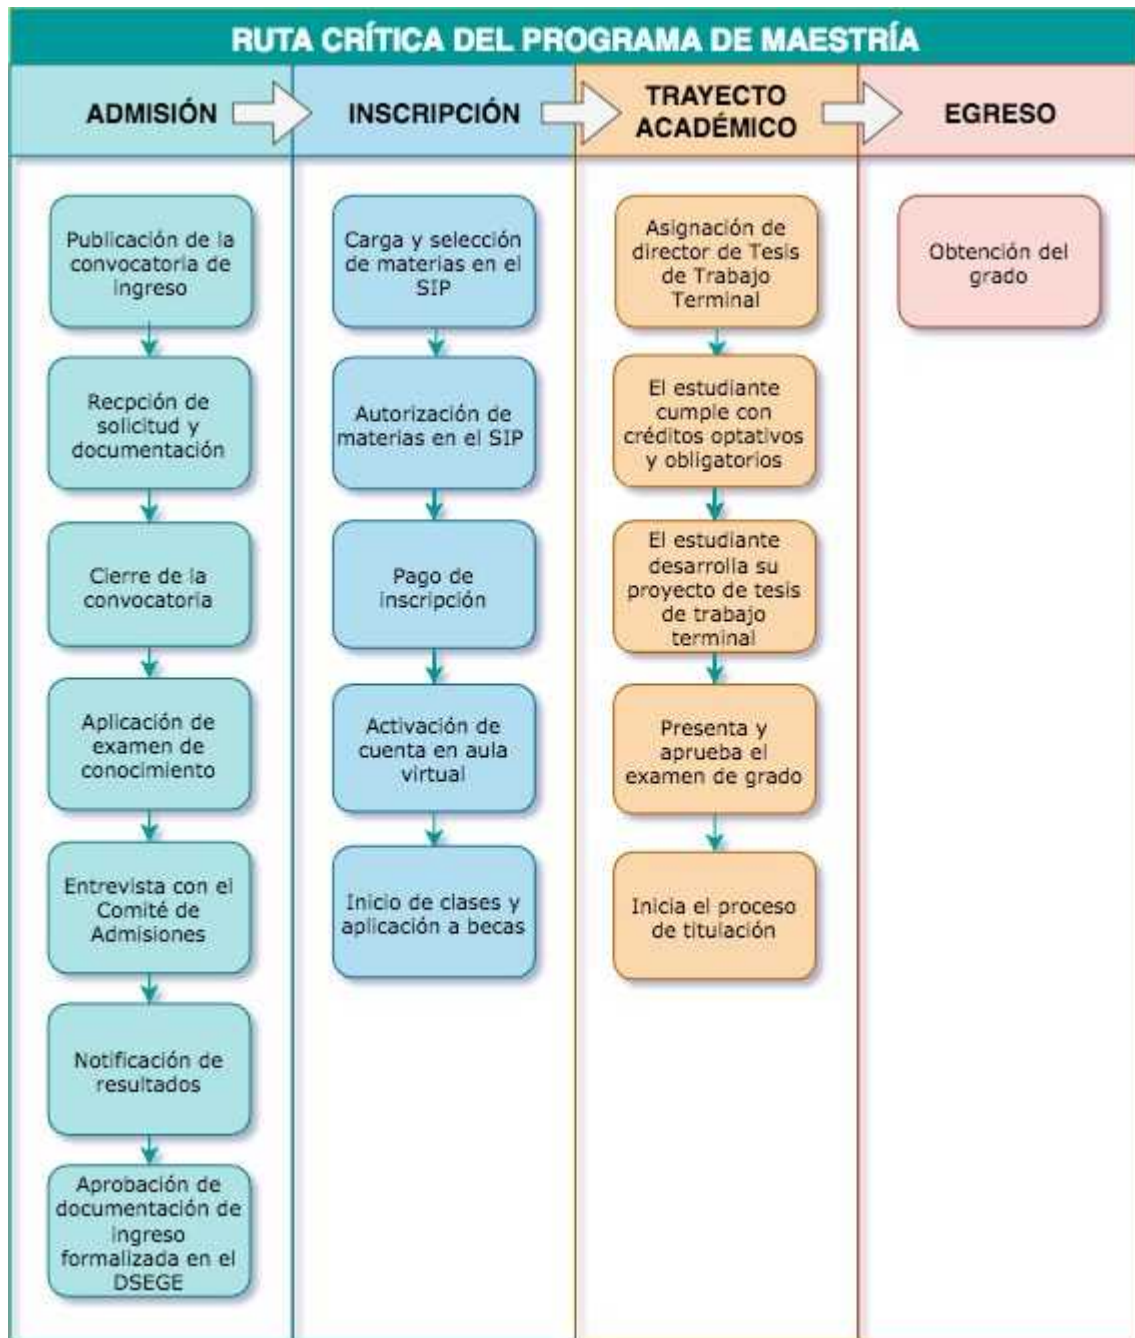 RUTA CRÍTICA DEL PROGRAMA DE MAESTRÍA
ADMISIÓN
INSCRIPCIÓN
TRAYECTO
ACADÉMICO
EGRESO
Publicación de la
convocatoria de
ingreso
Recpción de
solicitud y
documentación
Cierre de la
convocatoria
Aplicación de
examen de
conocimiento
Entrevista con el
Comité de
Admisiones
Notificación de
resultados
Aprobación de
documentación de
ingreso
formalizada en el
DSEGE
Carga y selección
de materias en el
SIP
Autorización de
materias en el SIP
Pago de
inscripción
Activación de
cuenta en aula
virtual
Inicio de clases y
aplicación a becas
Asignación de
director de Tesis
de Trabajo
Terminal
El estudiante
cumple con
créditos optativos
y obligatorios
El estudiante
desarrolla su
proyecto de tesis
de trabajo
terminal
Presenta y
aprueba el
examen de grado
Inicia el proceso
de titulación
Obtención del
grado